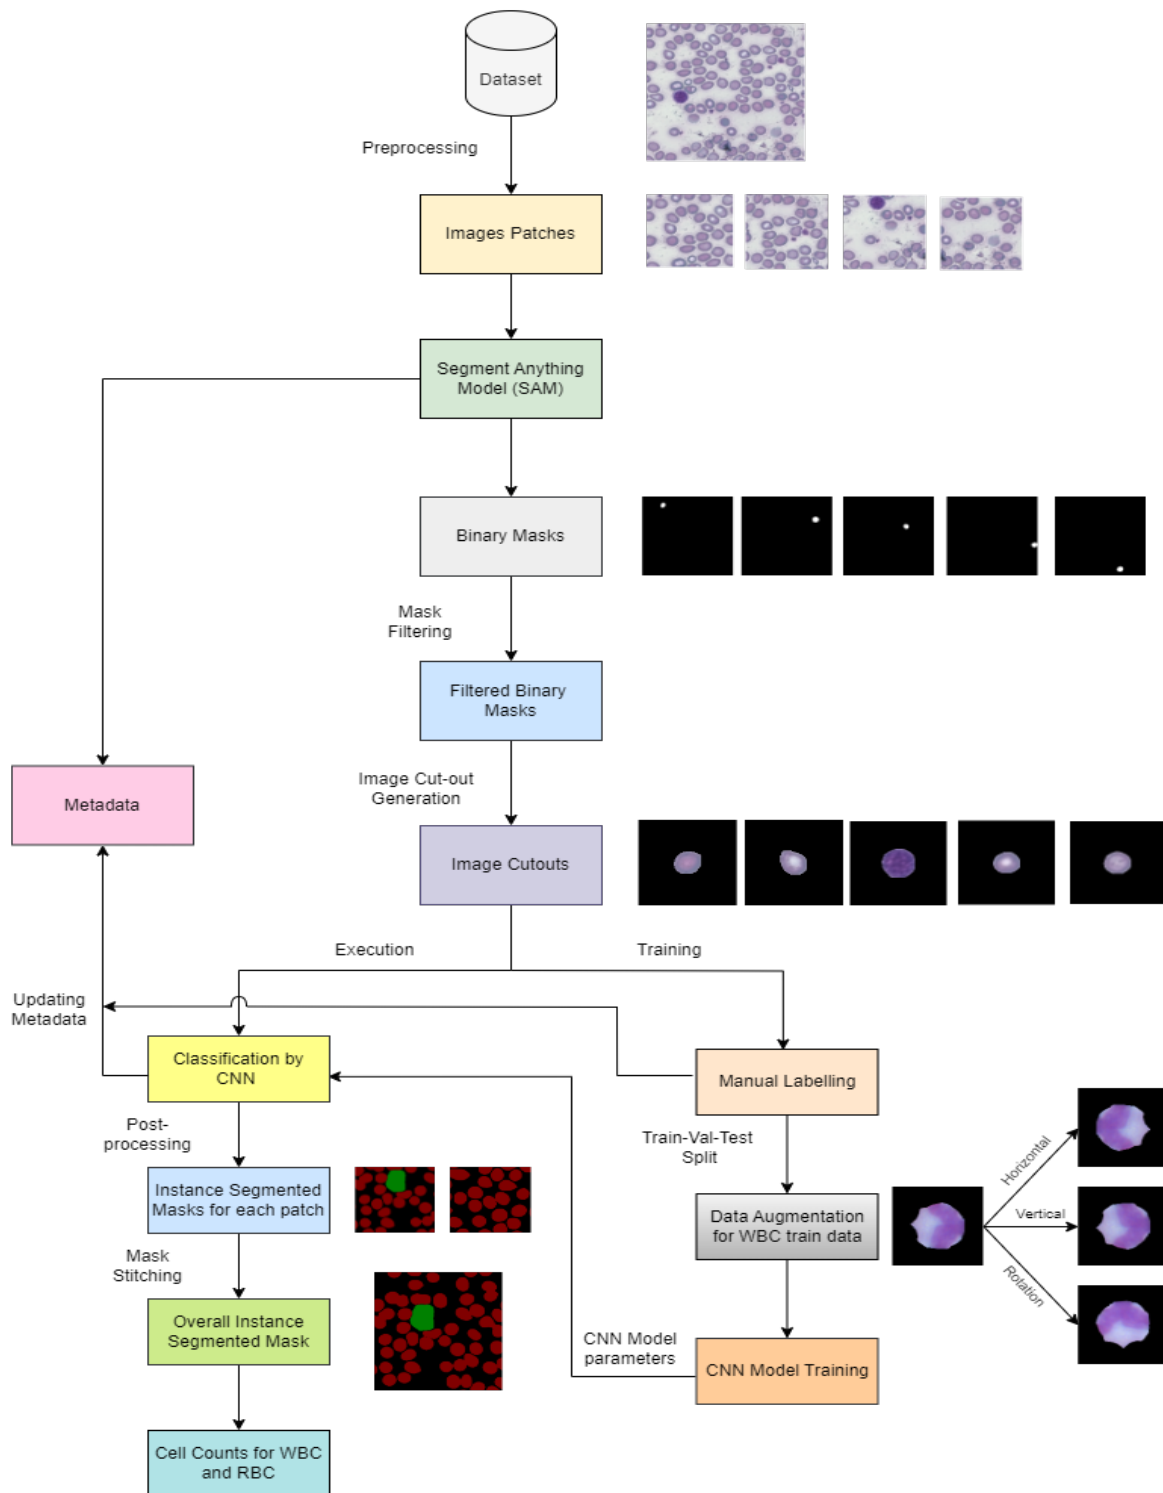 Dataset
Preprocessing
Images Patches
Segment Anything
Model (SAM)
Binary Masks
Mask
Filtering
Filtered Binary
Masks
Metadata
Image Cut-out
Generation
Image Cutouts
Execution
Training
Updating
Metadata
Classification by
CNN
Manual Labelling
Post-
processing
Train-Val-Test
Split
Instance Segmented
Masks for each patch
Data Augmentation
for WBC train data
Horizontal
Vertical
Rotation
Mask
Stitching
Overall Instance
Segmented Mask
CNN Model
parameters
CNN Model Training
Cell Counts for WBC
and RBC